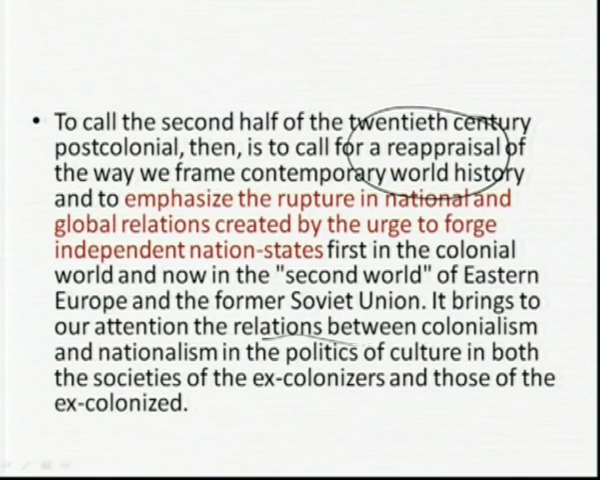 • To call the second half of the twentieth century
postcolonial, then, is to call for a reappraisal of
the way we frame contemporary world history
and to emphasize the rupture in national and
global relations created by the urge to forge
independent nation-states first in the colonial
world and now in the "second world" of Eastern
Europe and the former Soviet Union. It brings to
our attention the relations between colonialism
and nationalism in the politics of culture in both
the societies of the ex-colonizers and those of the
ex-colonized.